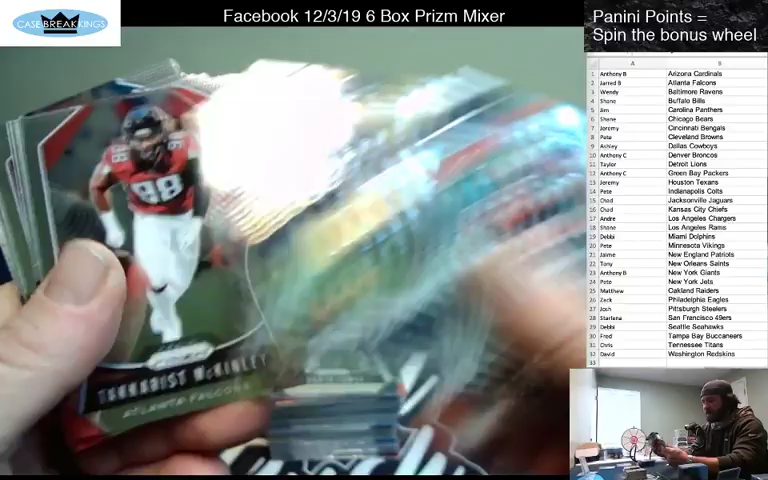 Facebook 12/3/19 6 Box Prizm Mixer
CASE BREAK KINGS
Panini Points =
Spin the bonus wheel
A B
1 Anthony B Arizona Cardinals
2 Jarred B Atlanta Falcons
3 Wendy Baltimore Ravens
4 Shane Buffalo Bills
5 Jim Carolina Panthers
6 Shane Chicago Bears
7 Jeremy Cincinnati Bengals
8 Pete Cleveland Browns
9 Ashley Dallas Cowboys
10 Anthony C Denver Broncos
11 Taylor Detroit Lions
12 Anthony C Green Bay Packers
13 Jeremy Houston Texans
14 Pete Indianapolis Colts
15 Chad Jacksonville Jaguars
16 Chad Kansas City Chiefs
17 Andre Los Angeles Chargers
18 Shane Los Angeles Rams
19 Debbi Miami Dolphins
20 Pete Minnesota Vikings
21 Jaime New England Patriots
22 Tony New Orleans Saints
23 Anthony B New York Giants
24 Pete New York Jets
25 Matthew Oakland Raiders
26 Zack Philadelphia Eagles
27 Josh Pittsburgh Steelers
28 Starlena San Francisco 49ers
29 Debbi Seattle Seahawks
30 Fred Tampa Bay Buccaneers
31 Chris Tennessee Titans
32 David Washington Redskins
33
98
98
PRIZM
TAKKARIST McKINLEY
ATLANTA FALCONS